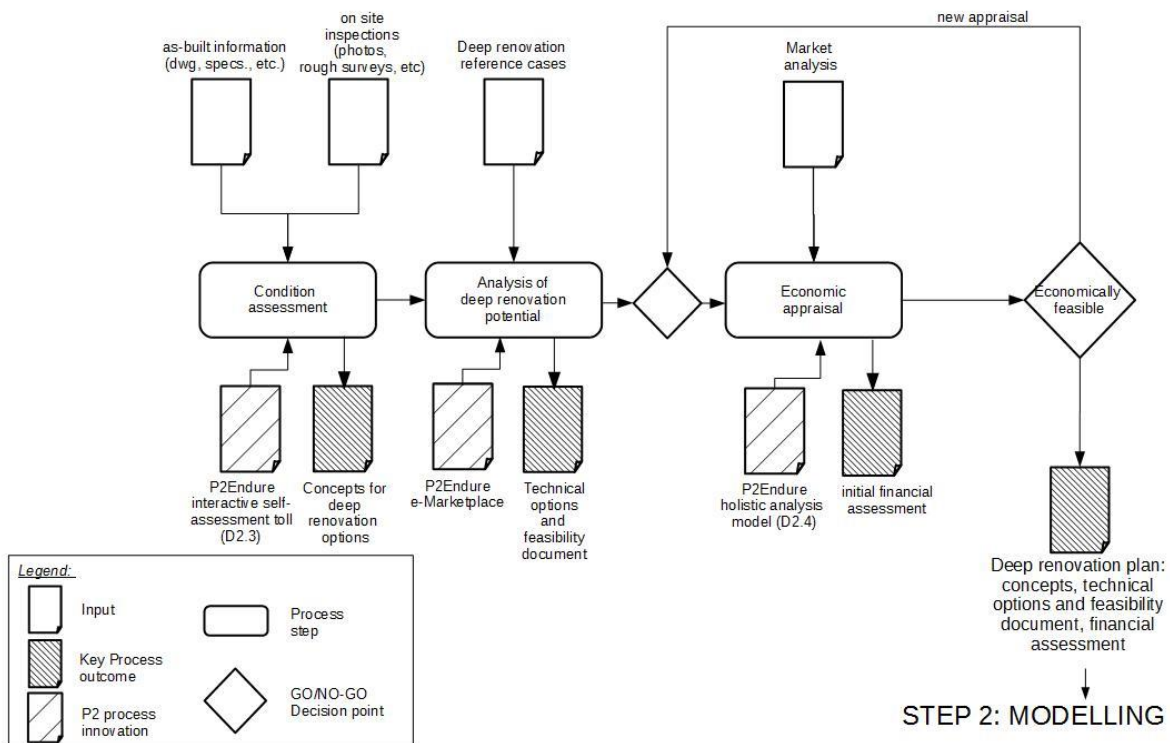 new appraisal
on site
inspections
(photos,
rough surveys, etc)
as-built information
(dwg, specs., etc.)
Deep renovation
reference cases
Market
analysis
Condition
assessment
Analysis of
deep renovation
potential
Economic
appraisal
Economically
feasible
P2Endure
interactive self-
assessment toll
(D2.3)
Concepts for
deep
renovation
options
P2Endure
e-Marketplace
Technical
options
and
feasibility
document
P2Endure
holistic analysis
model (D2.4)
initial financial
assessment
Deep renovation plan:
concepts, technical
options and feasibility
document, financial
assessment
STEP 2: MODELLING
Legend:
Input
Process
step
Key Process
outcome
GO/NO-GO
Decision point
P2 process
innovation